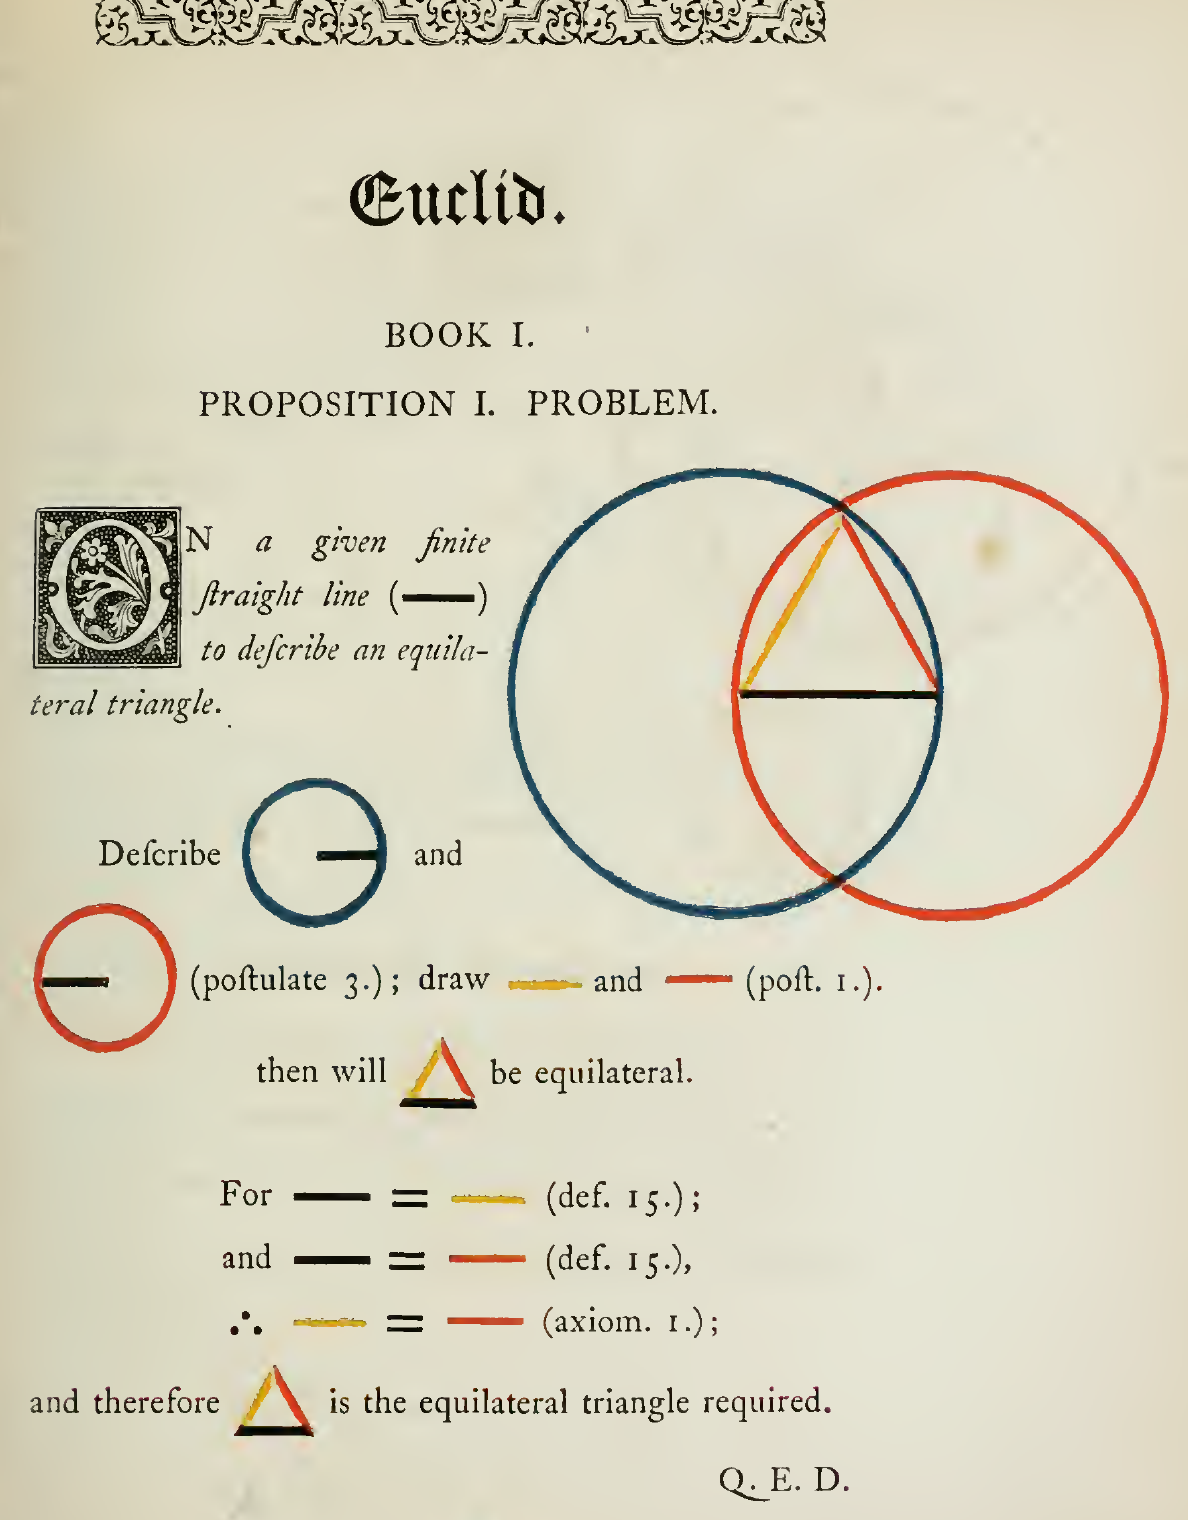 Euclid.
BOOK I.
PROPOSITION I. PROBLEM.
ON a given finite
ſtraight line ( )
to deſcribe an equila-
teral triangle.
Deſcribe and
(poſtulate 3.); draw and (poſt. 1.).
then will be equilateral.
For = (def. 15.);
and = (def. 15.),
∴ = (axiom. 1.);
and therefore is the equilateral triangle required.
Q. E. D.